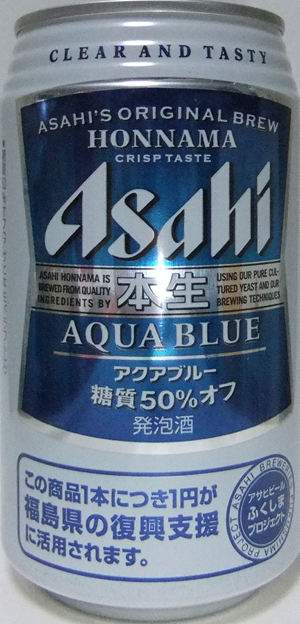 CLEAR AND TASTY
ASAHI'S ORIGINAL BREW
HONNAMA
CRISP TASTE
Asahi
ASAHI HONNAMA IS
BREWED FROM QUALITY
INGREDIENTS BY
本生
USING OUR PURE CUL-
TURED YEAST AND OUR
BREWING TECHNIQUES.
AQUA BLUE
アクアブルー
糖質50%オフ
発泡酒
この商品1本につき1円が
福島県の復興支援
に活用されます。
アサヒビール
ふくしま
プロジェクト